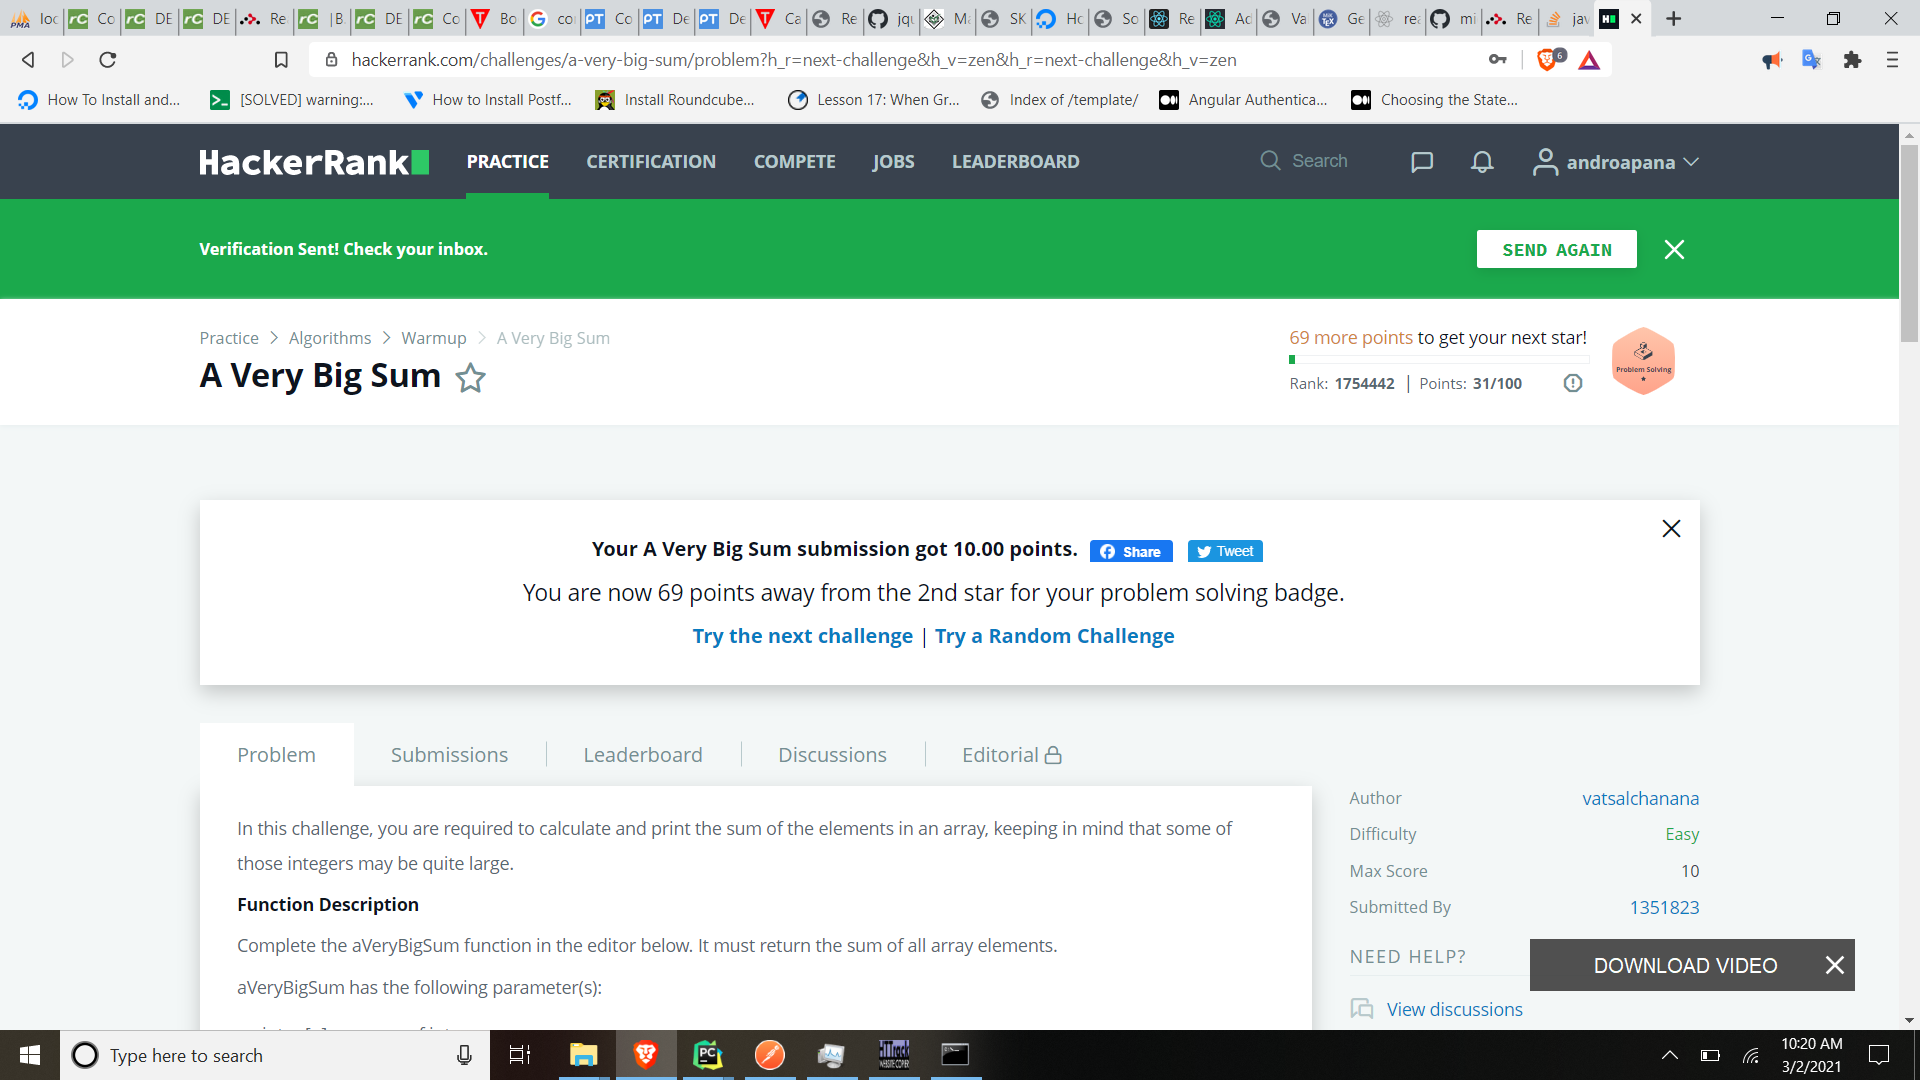 loc Co DE DE Re |B DE Co Bo co Co De De Ca Re jqu Ma SK Ho So Re Ad Va Ge rea mi Re jav
hackerrank.com/challenges/a-very-big-sum/problem?h_r=next-challenge&h_v=zen&h_r=next-challenge&h_v=zen
6
How To Install and... [SOLVED] warning:... How to Install Postf... Install Roundcube... Lesson 17: When Gr... Index of /template/ Angular Authentica... Choosing the State...
HackerRank PRACTICE CERTIFICATION COMPETE JOBS LEADERBOARD Search androapana
Verification Sent! Check your inbox. SEND AGAIN
Practice > Algorithms > Warmup > A Very Big Sum
A Very Big Sum
69 more points to get your next star!
Rank: 1754442 | Points: 31/100
Problem Solving
Your A Very Big Sum submission got 10.00 points. Share Tweet
You are now 69 points away from the 2nd star for your problem solving badge.
Try the next challenge | Try a Random Challenge
Problem Submissions Leaderboard Discussions Editorial
In this challenge, you are required to calculate and print the sum of the elements in an array, keeping in mind that some of
those integers may be quite large.
Function Description
Complete the aVeryBigSum function in the editor below. It must return the sum of all array elements.
aVeryBigSum has the following parameter(s):
Author vatsalchanana
Difficulty Easy
Max Score 10
Submitted By 1351823
NEED HELP?
View discussions
DOWNLOAD VIDEO
Type here to search
10:20 AM
3/2/2021